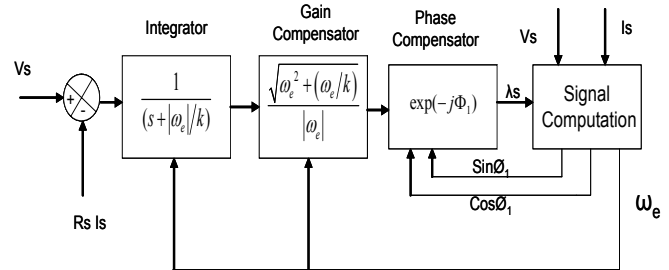 Integrator
Gain
Compensator
Phase
Compensator
Vs
Is
Vs
+
-
1
(s+|ωe|/k)
√ωe²+(ωe/k)
|ωe|
exp(−jΦ1)
λs
Signal
Computation
SinØ1
CosØ1
Rs Is
ωe